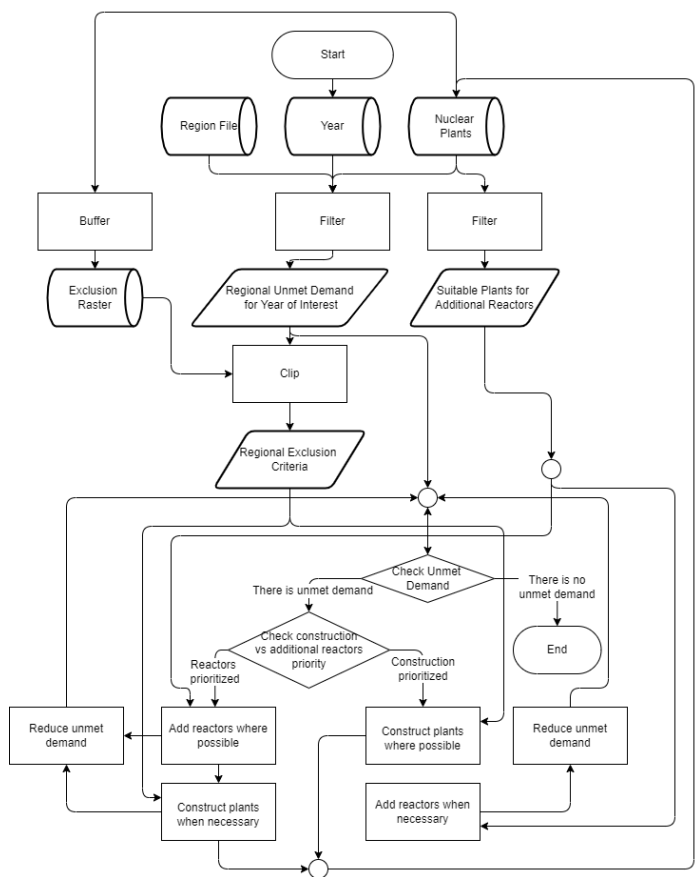 Start
Region File
Year
Nuclear
Plants
Buffer
Filter
Filter
Exclusion
Raster
Regional Unmet Demand
for Year of Interest
Suitable Plants for
Additional Reactors
Clip
Regional Exclusion
Criteria
Check Unmet
Demand
There is unmet demand
There is no
unmet demand
Check construction
vs additional reactors
priority
End
Reactors
prioritized
Construction
prioritized
Reduce unmet
demand
Add reactors where
possible
Construct plants
where possible
Reduce unmet
demand
Construct plants
when necessary
Add reactors when
necessary